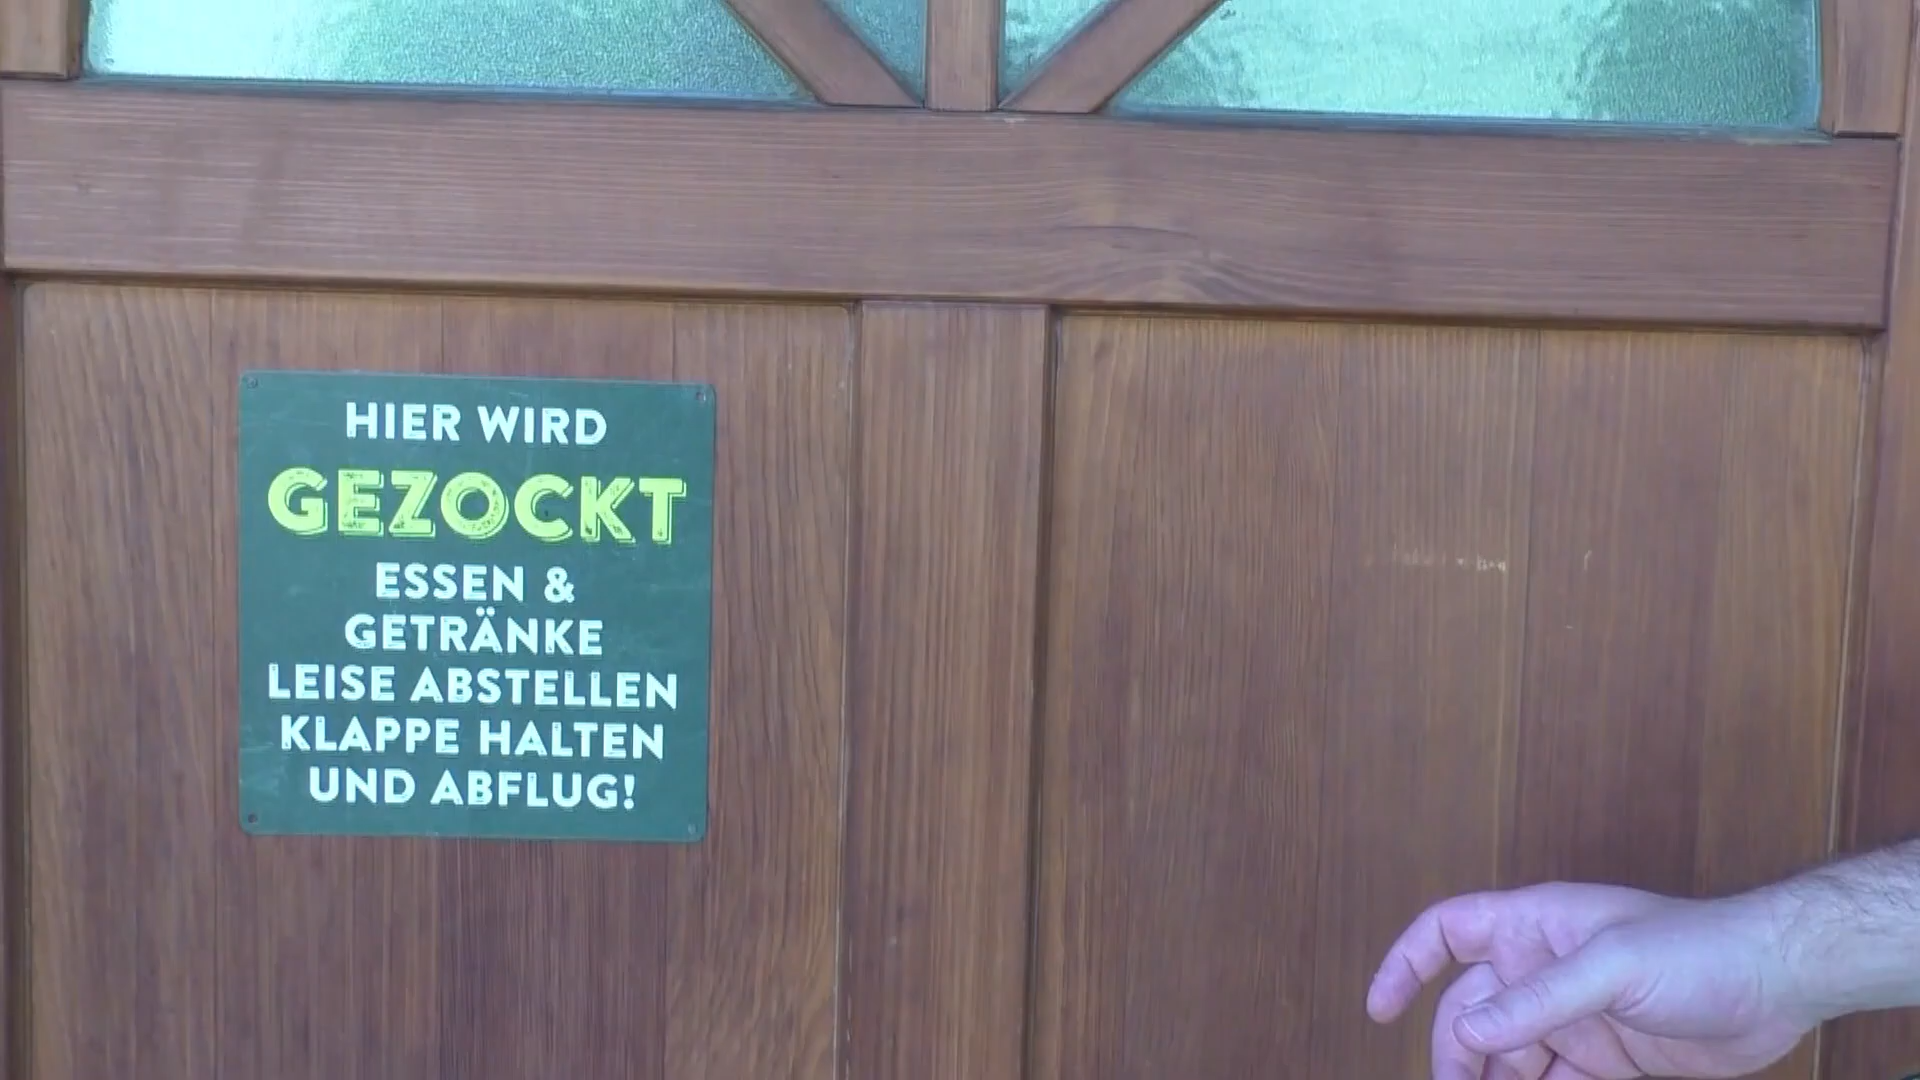 HIER WIRD
GEZOCKT
ESSEN &
GETRÄNKE
LEISE ABSTELLEN
KLAPPE HALTEN
UND ABFLUG!